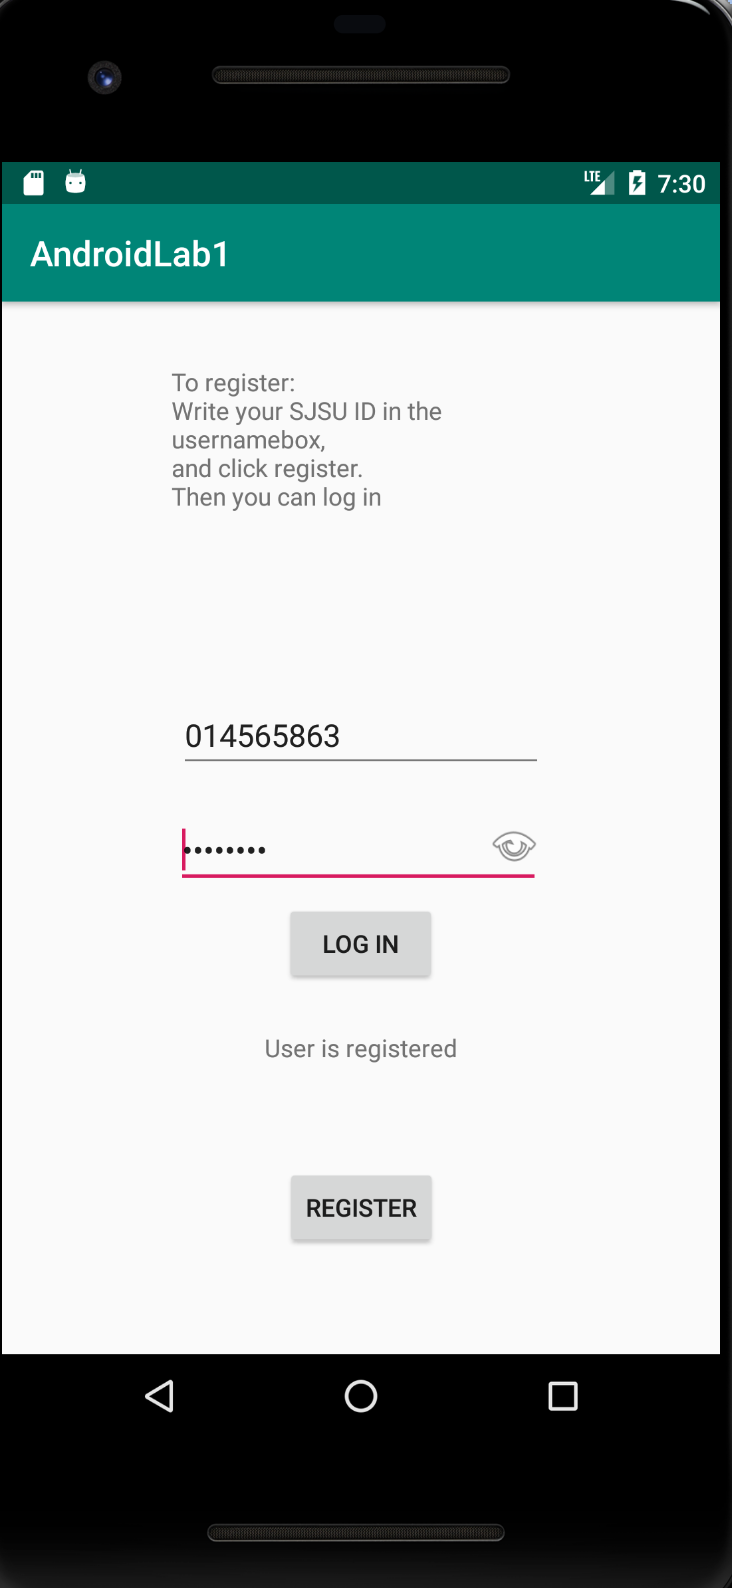 LTE 7:30
AndroidLab1
To register:
Write your SJSU ID in the
usernamebox,
and click register.
Then you can log in
014565863
••••••••
LOG IN
User is registered
REGISTER